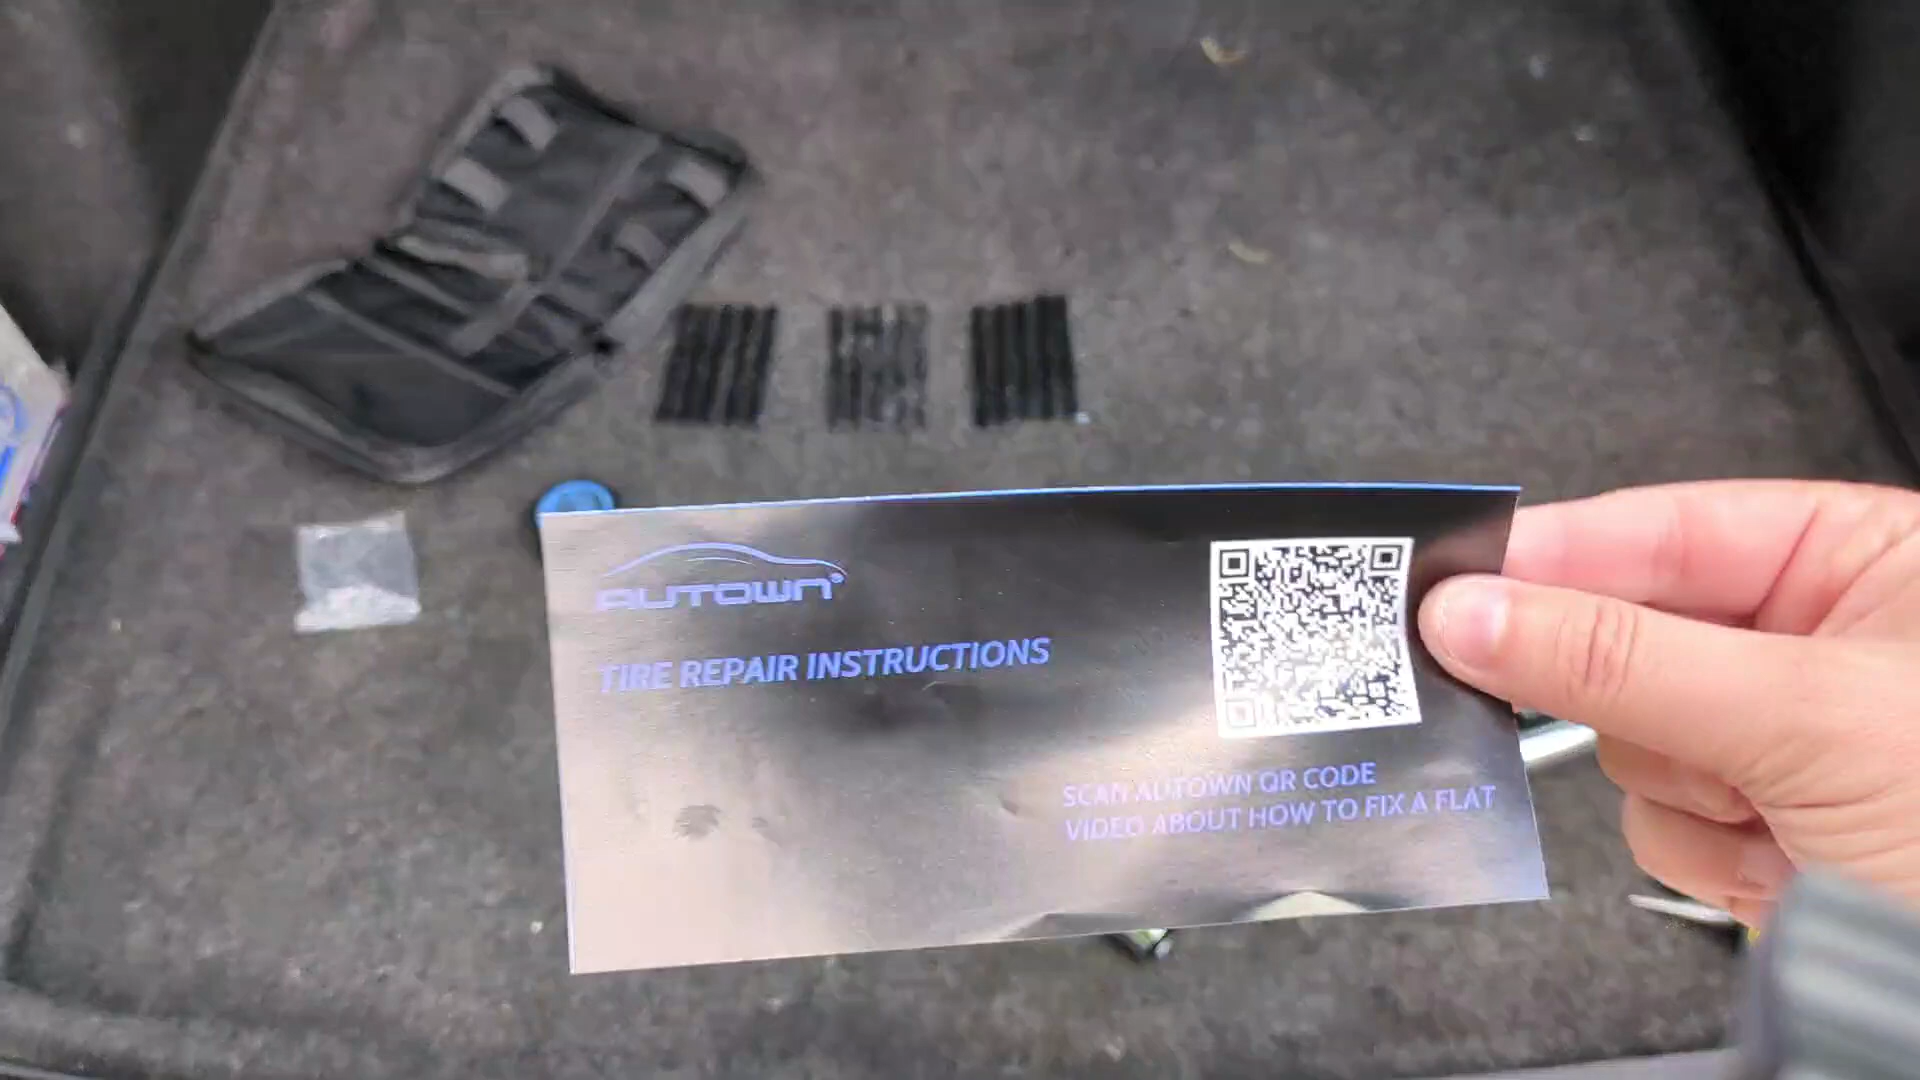 AUTOWN®
TIRE REPAIR INSTRUCTIONS
SCAN AUTOWN QR CODE
VIDEO ABOUT HOW TO FIX A FLAT